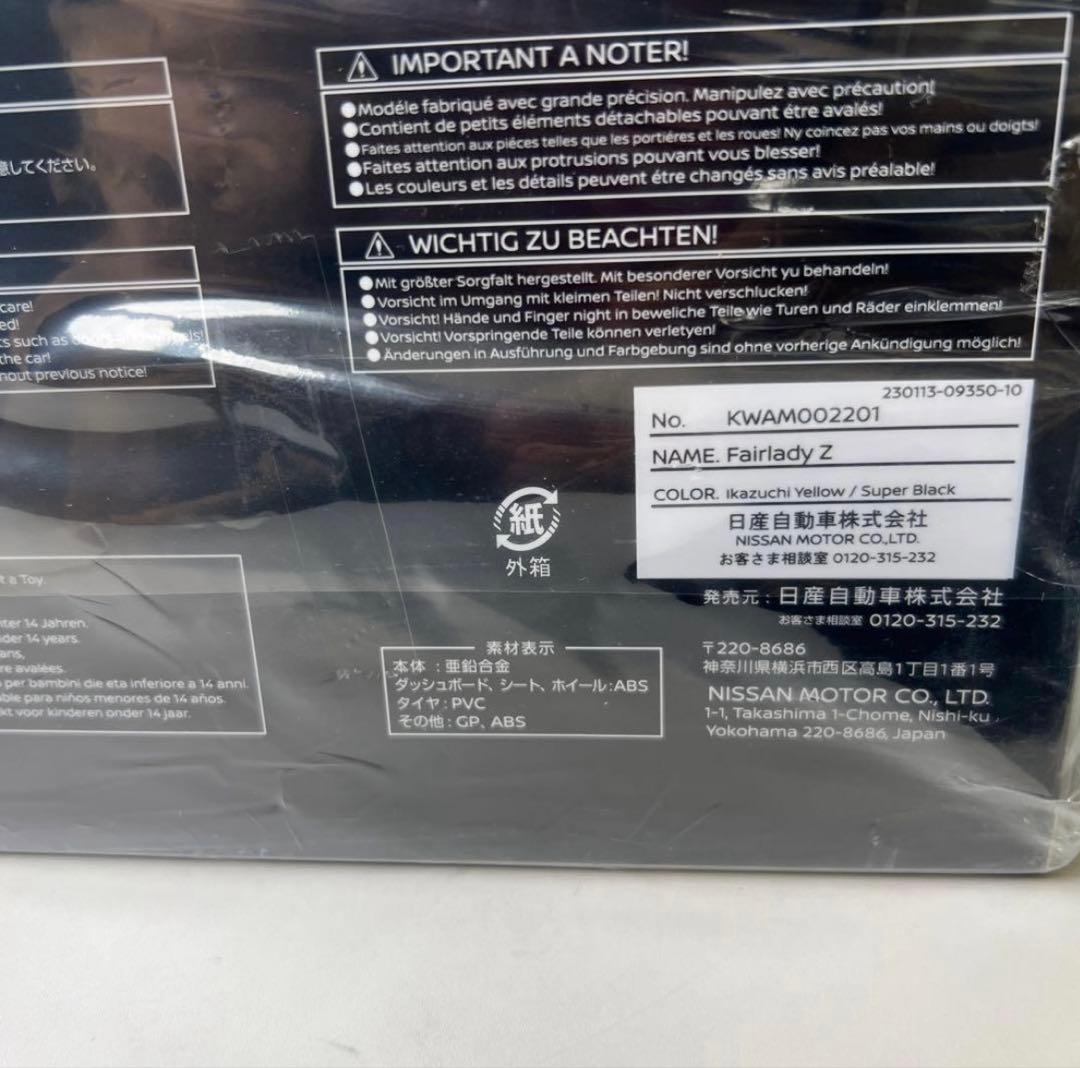 意してください。
care!
ed!
ts such as
the car!
hout previous notice!
IMPORTANT A NOTER!
●Modéle fabriqué avec grande précision. Manipulez avec précaution!
●Contient de petits éléments détachables pouvant étre avalés!
●Faites attention aux piéces telles que les portiéres et les roues! Ny coincez pas vos mains ou doigts!
●Faites attention aux protrusions pouvant vous blesser!
●Les couleurs et les détails peuvent étre changés sans avis préalable!
WICHTIG ZU BEACHTEN!
●Mit größter Sorgfalt hergestellt. Mit besonderer Vorsicht yu behandeln!
●Vorsicht im Umgang mit kleimen Teilen! Nicht verschlucken!
●Vorsicht! Hände und Finger night in beweliche Teile wie Turen und Räder einklemmen!
●Vorsicht! Vorspringende Teile können verletyen!
●Änderungen in Ausführung und Farbgebung sind ohne vorherige Ankündigung möglich!
230113-09350-10
No. KWAM002201
NAME. Fairlady Z
COLOR. Ikazuchi Yellow / Super Black
日産自動車株式会社
NISSAN MOTOR CO.,LTD.
お客さま相談室 0120-315-232
紙
外箱
t a Toy.
nter 14 Jahren.
der 14 years.
ans,
re avalées.
o per bambini die eta inferiore a 14 anni.
ble para niños menores de 14 años.
kt voor kinderen onder 14 jaar.
素材表示
本体 : 亜鉛合金
ダッシュボード、シート、ホイール:ABS
タイヤ:PVC
その他:GP、ABS
発売元:日産自動車株式会社
お客さま相談室 0120-315-232
〒220-8686
神奈川県横浜市西区高島1丁目1番1号
NISSAN MOTOR CO., LTD.
1-1, Takashima 1-Chome, Nishi-ku,
Yokohama 220-8686, Japan